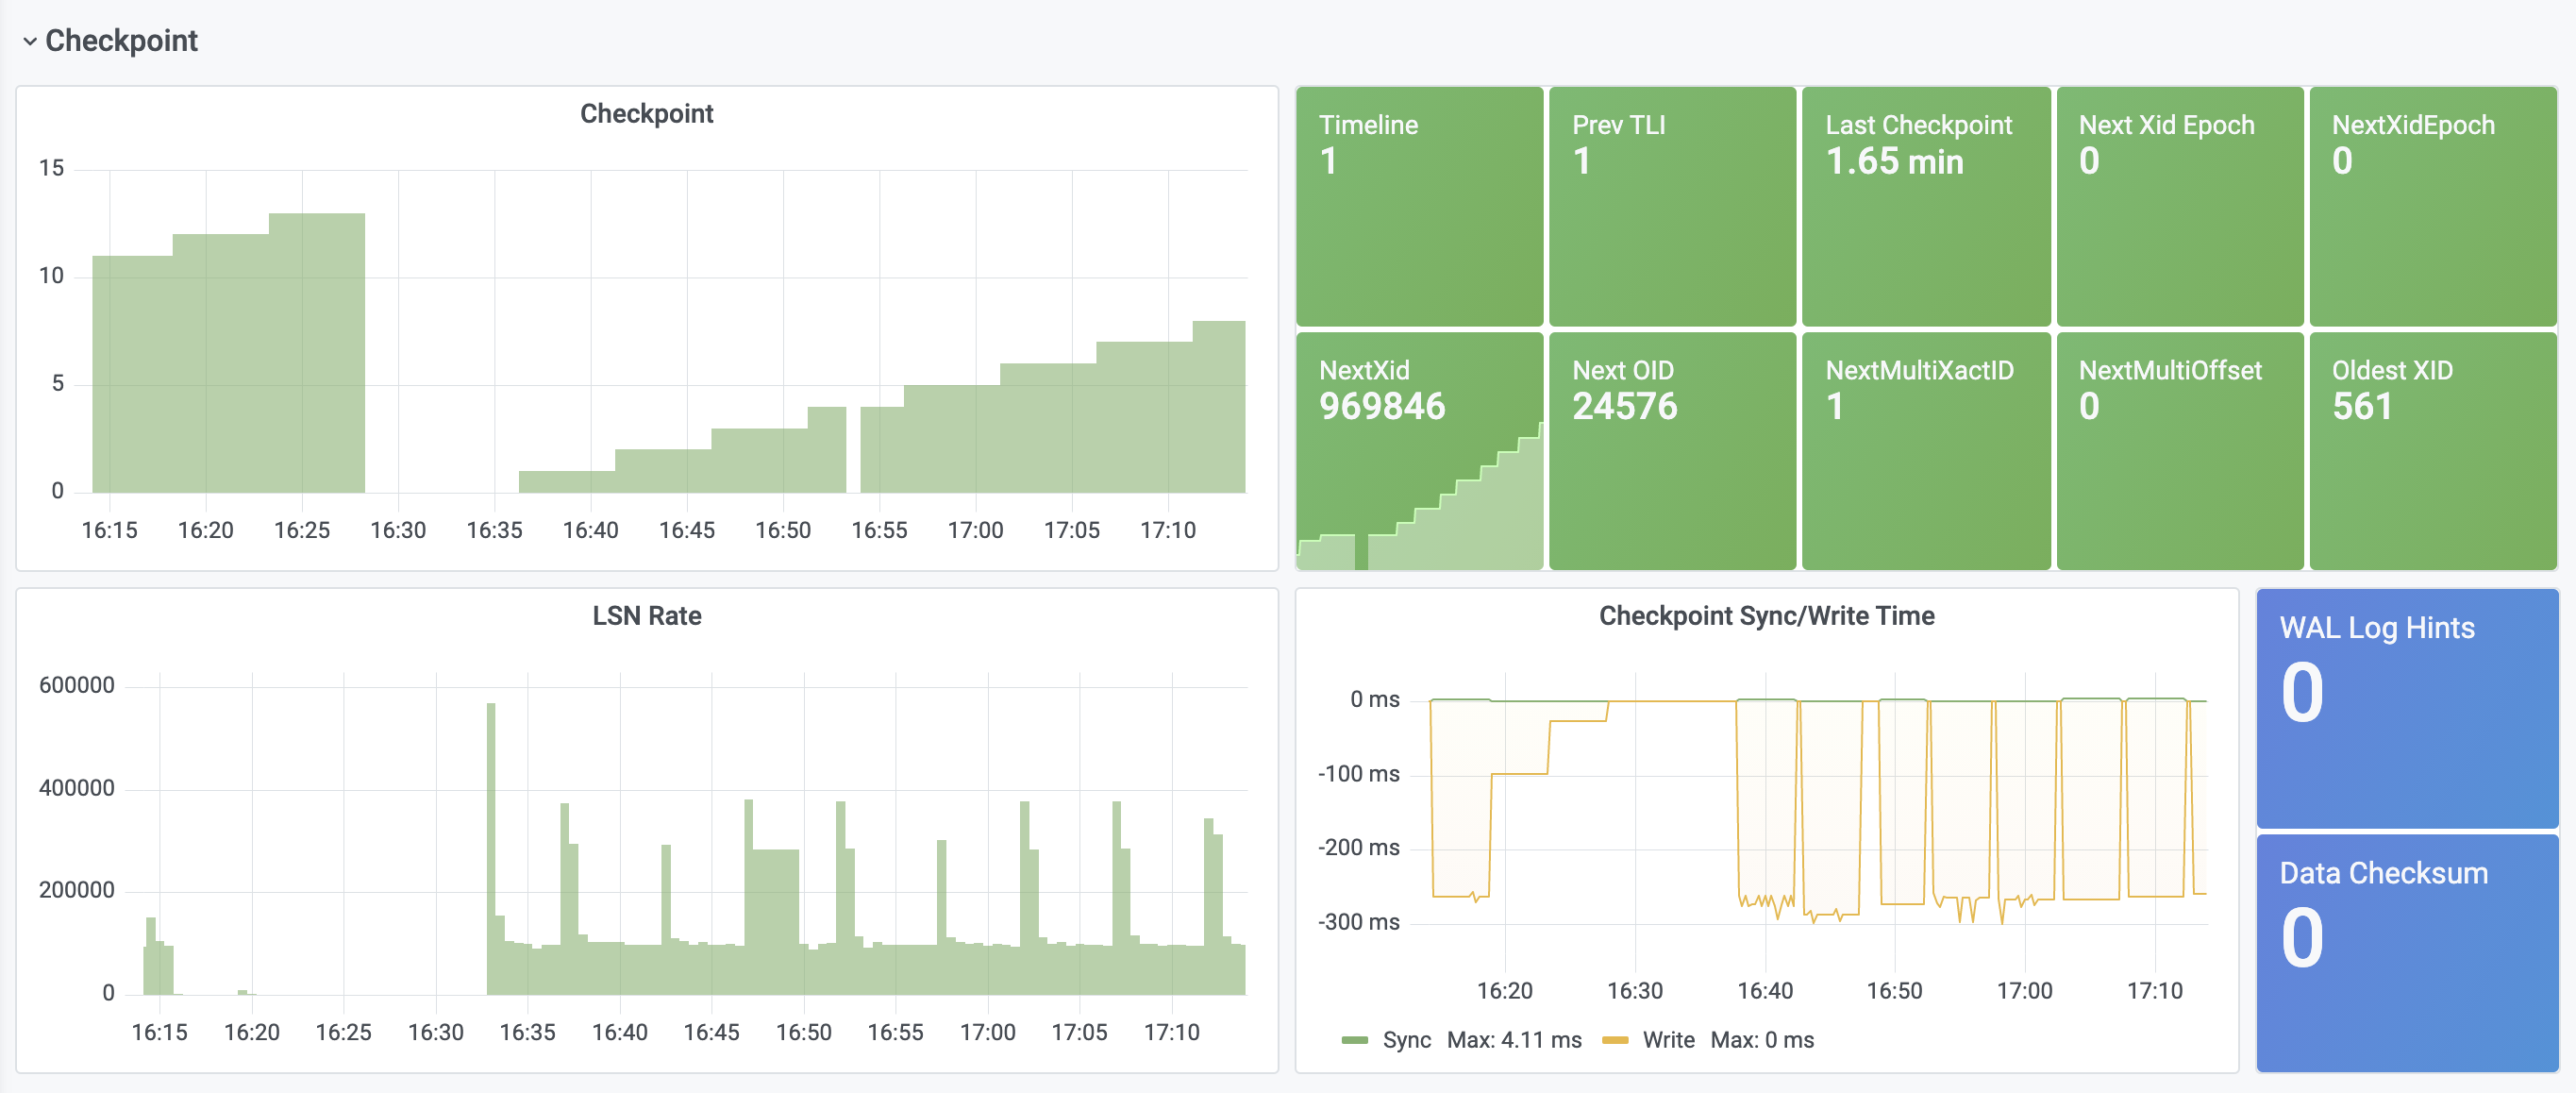 Checkpoint
Checkpoint
15
10
5
0
16:15 16:20 16:25 16:30 16:35 16:40 16:45 16:50 16:55 17:00 17:05 17:10
Timeline
1
Prev TLI
1
Last Checkpoint
1.65 min
Next Xid Epoch
0
NextXidEpoch
0
NextXid
969846
Next OID
24576
NextMultiXactID
1
NextMultiOffset
0
Oldest XID
561
LSN Rate
600000
400000
200000
0
16:15 16:20 16:25 16:30 16:35 16:40 16:45 16:50 16:55 17:00 17:05 17:10
Checkpoint Sync/Write Time
0 ms
-100 ms
-200 ms
-300 ms
16:20 16:30 16:40 16:50 17:00 17:10
Sync Max: 4.11 ms Write Max: 0 ms
WAL Log Hints
0
Data Checksum
0